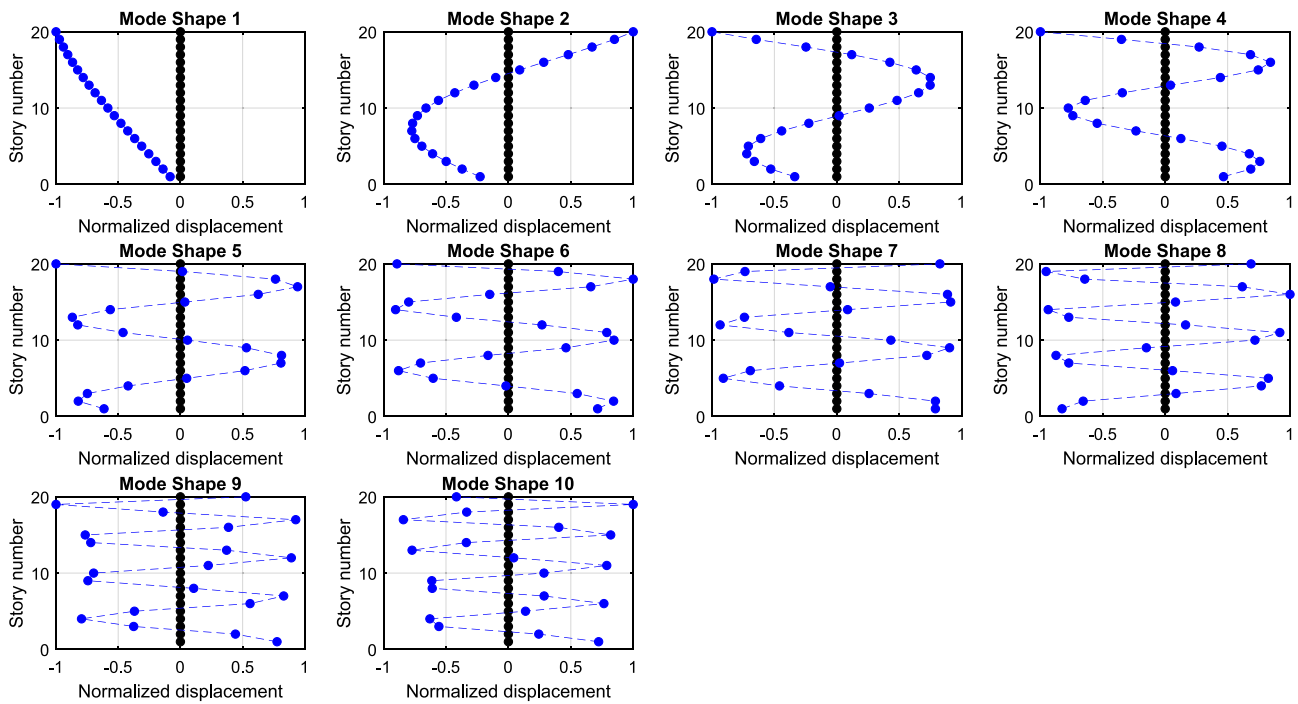 Mode Shape 1
20
10
0
Story number
-1 -0.5 0 0.5 1
Normalized displacement
Mode Shape 2
20
10
0
Story number
-1 -0.5 0 0.5 1
Normalized displacement
Mode Shape 3
20
10
0
Story number
-1 -0.5 0 0.5 1
Normalized displacement
Mode Shape 4
20
10
0
Story number
-1 -0.5 0 0.5 1
Normalized displacement
Mode Shape 5
20
10
0
Story number
-1 -0.5 0 0.5 1
Normalized displacement
Mode Shape 6
20
10
0
Story number
-1 -0.5 0 0.5 1
Normalized displacement
Mode Shape 7
20
10
0
Story number
-1 -0.5 0 0.5 1
Normalized displacement
Mode Shape 8
20
10
0
Story number
-1 -0.5 0 0.5 1
Normalized displacement
Mode Shape 9
20
10
0
Story number
-1 -0.5 0 0.5 1
Normalized displacement
Mode Shape 10
20
10
0
Story number
-1 -0.5 0 0.5 1
Normalized displacement